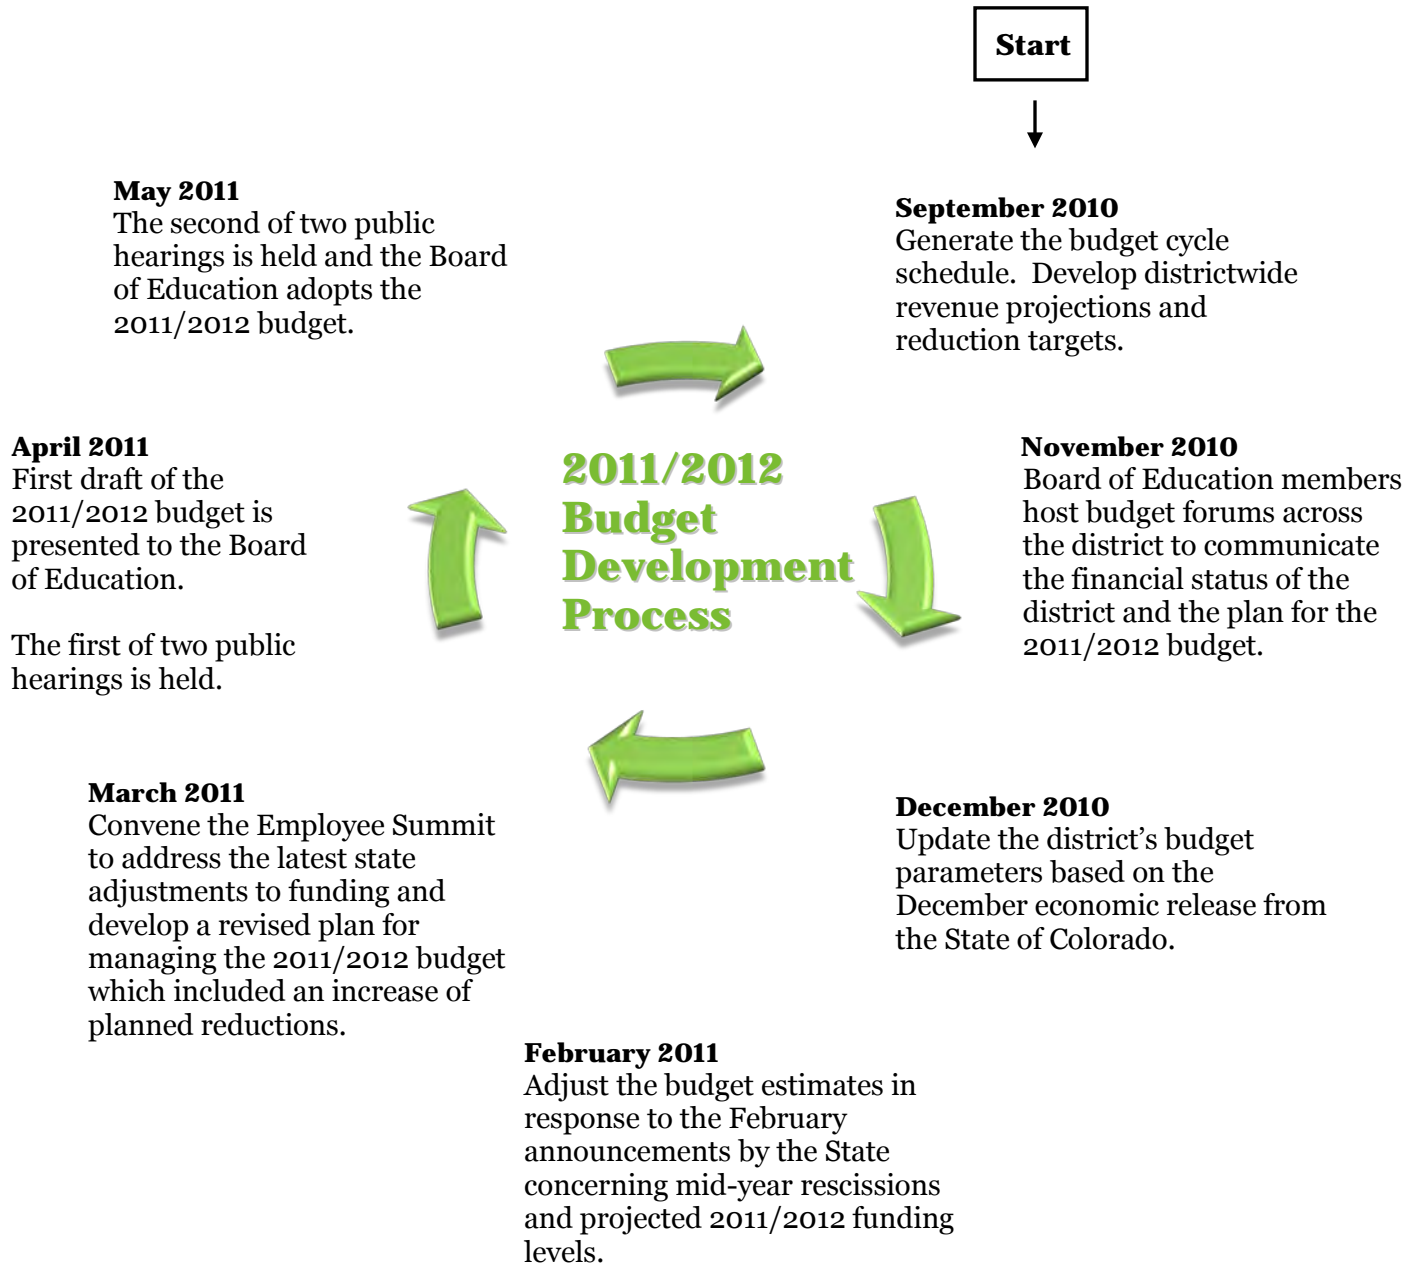 Start
September 2010
Generate the budget cycle
schedule.  Develop districtwide
revenue projections and
reduction targets.
November 2010
Board of Education members
host budget forums across
the district to communicate
the financial status of the
district and the plan for the
2011/2012 budget.
December 2010
Update the district’s budget
parameters based on the
December economic release from
the State of Colorado.
February 2011
Adjust the budget estimates in
response to the February
announcements by the State
concerning mid-year rescissions
and projected 2011/2012 funding
levels.
March 2011
Convene the Employee Summit
to address the latest state
adjustments to funding and
develop a revised plan for
managing the 2011/2012 budget
which included an increase of
planned reductions.
April 2011
First draft of the
2011/2012 budget is
presented to the Board
of Education.
The first of two public
hearings is held.
May 2011
The second of two public
hearings is held and the Board
of Education adopts the
2011/2012 budget.
2011/2012
Budget
Development
Process